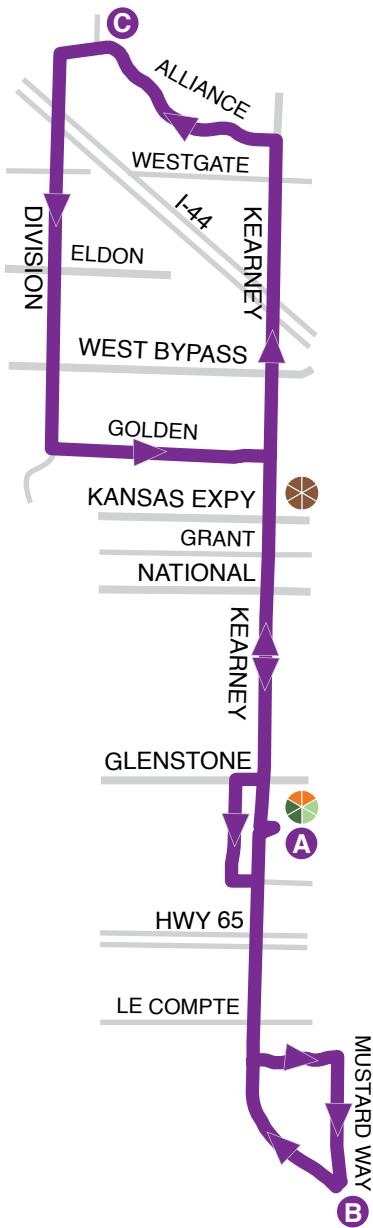 C
ALLIANCE
WESTGATE
I-44
KEARNEY
DIVISION
ELDON
WEST BYPASS
GOLDEN
KANSAS EXPY
GRANT
NATIONAL
KEARNEY
GLENSTONE
A
HWY 65
LE COMPTE
MUSTARD WAY
B